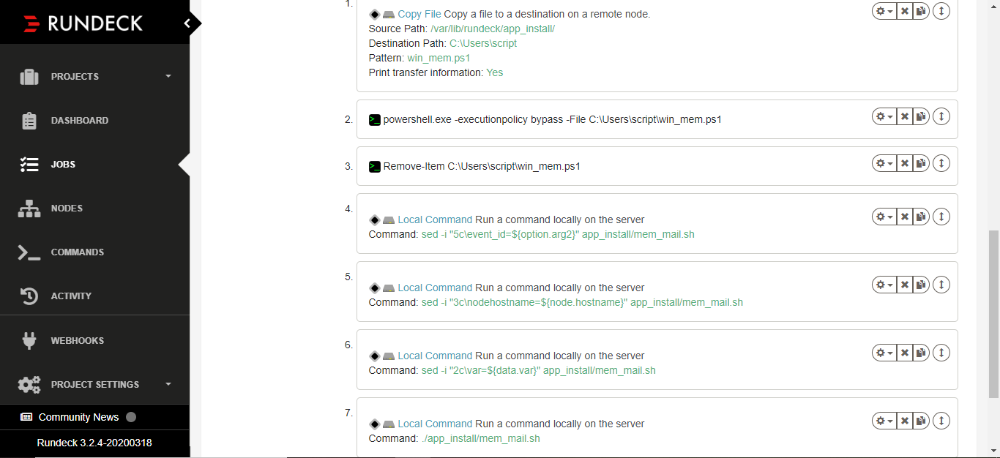 RUNDECK
PROJECTS
DASHBOARD
JOBS
NODES
COMMANDS
ACTIVITY
WEBHOOKS
PROJECT SETTINGS
Community News
Rundeck 3.2.4-20200318
1.
Copy File Copy a file to a destination on a remote node.
Source Path: /var/lib/rundeck/app_install/
Destination Path: C:\Users\script
Pattern: win_mem.ps1
Print transfer information: Yes
2. powershell.exe -executionpolicy bypass -File C:\Users\script\win_mem.ps1
3. Remove-Item C:\Users\script\win_mem.ps1
4.
Local Command Run a command locally on the server
Command: sed -i "5c\event_id=${option.arg2}" app_install/mem_mail.sh
5.
Local Command Run a command locally on the server
Command: sed -i "3c\nodehostname=${node.hostname}" app_install/mem_mail.sh
6.
Local Command Run a command locally on the server
Command: sed -i "2c\var=${data.var}" app_install/mem_mail.sh
7.
Local Command Run a command locally on the server
Command: ./app_install/mem_mail.sh